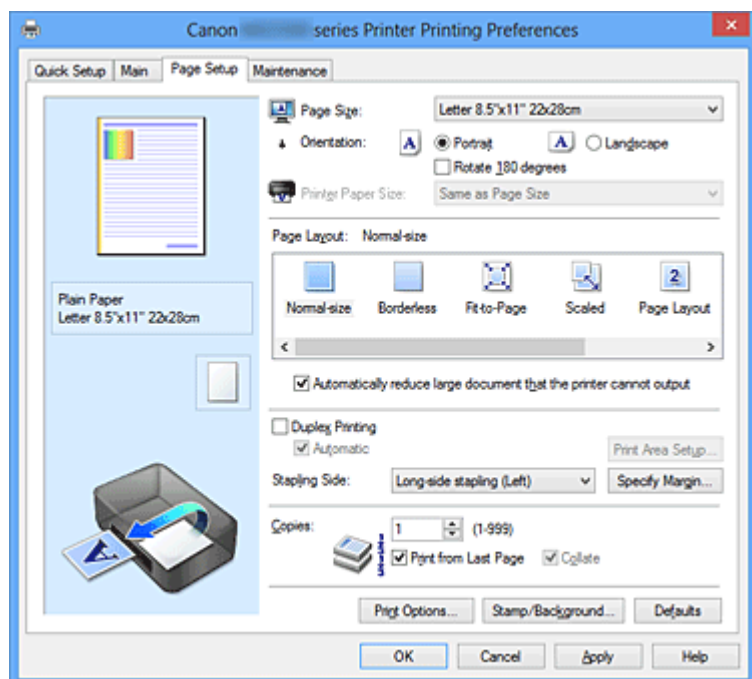 Canon series Printer Printing Preferences
Quick Setup Main Page Setup Maintenance
Page Size: Letter 8.5"x11" 22x28cm
Orientation: A Portrait A Landscape
Rotate 180 degrees
Printer Paper Size: Same as Page Size
Page Layout: Normal-size
2
Normal-size Borderless Fit-to-Page Scaled Page Layout
Plain Paper
Letter 8.5"x11" 22x28cm
Automatically reduce large document that the printer cannot output
Duplex Printing
Automatic Print Area Setup...
Stapling Side: Long-side stapling (Left) Specify Margin...
Copies: 1 (1-999)
Print from Last Page Collate
A
Print Options... Stamp/Background... Defaults
OK Cancel Apply Help